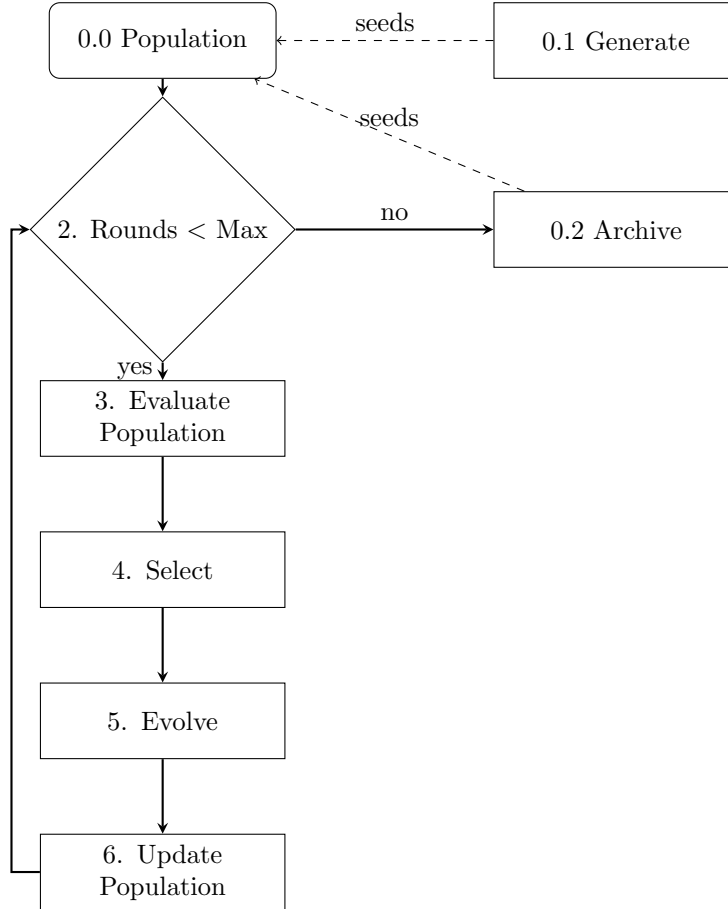 0.0 Population
seeds
0.1 Generate
seeds
2. Rounds < Max
no
0.2 Archive
yes
3. Evaluate
Population
4. Select
5. Evolve
6. Update
Population